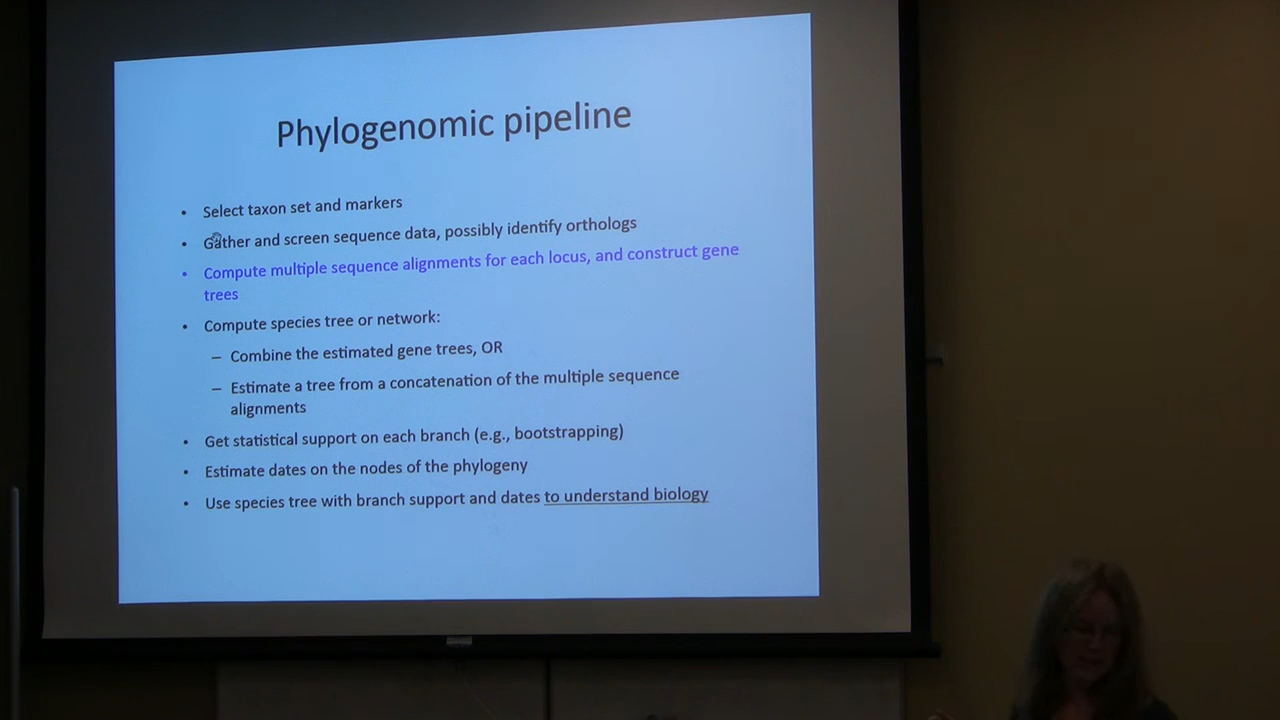 Phylogenomic pipeline
• Select taxon set and markers
• Gather and screen sequence data, possibly identify orthologs
• Compute multiple sequence alignments for each locus, and construct gene
trees
• Compute species tree or network:
– Combine the estimated gene trees, OR
– Estimate a tree from a concatenation of the multiple sequence
alignments
• Get statistical support on each branch (e.g., bootstrapping)
• Estimate dates on the nodes of the phylogeny
• Use species tree with branch support and dates to understand biology